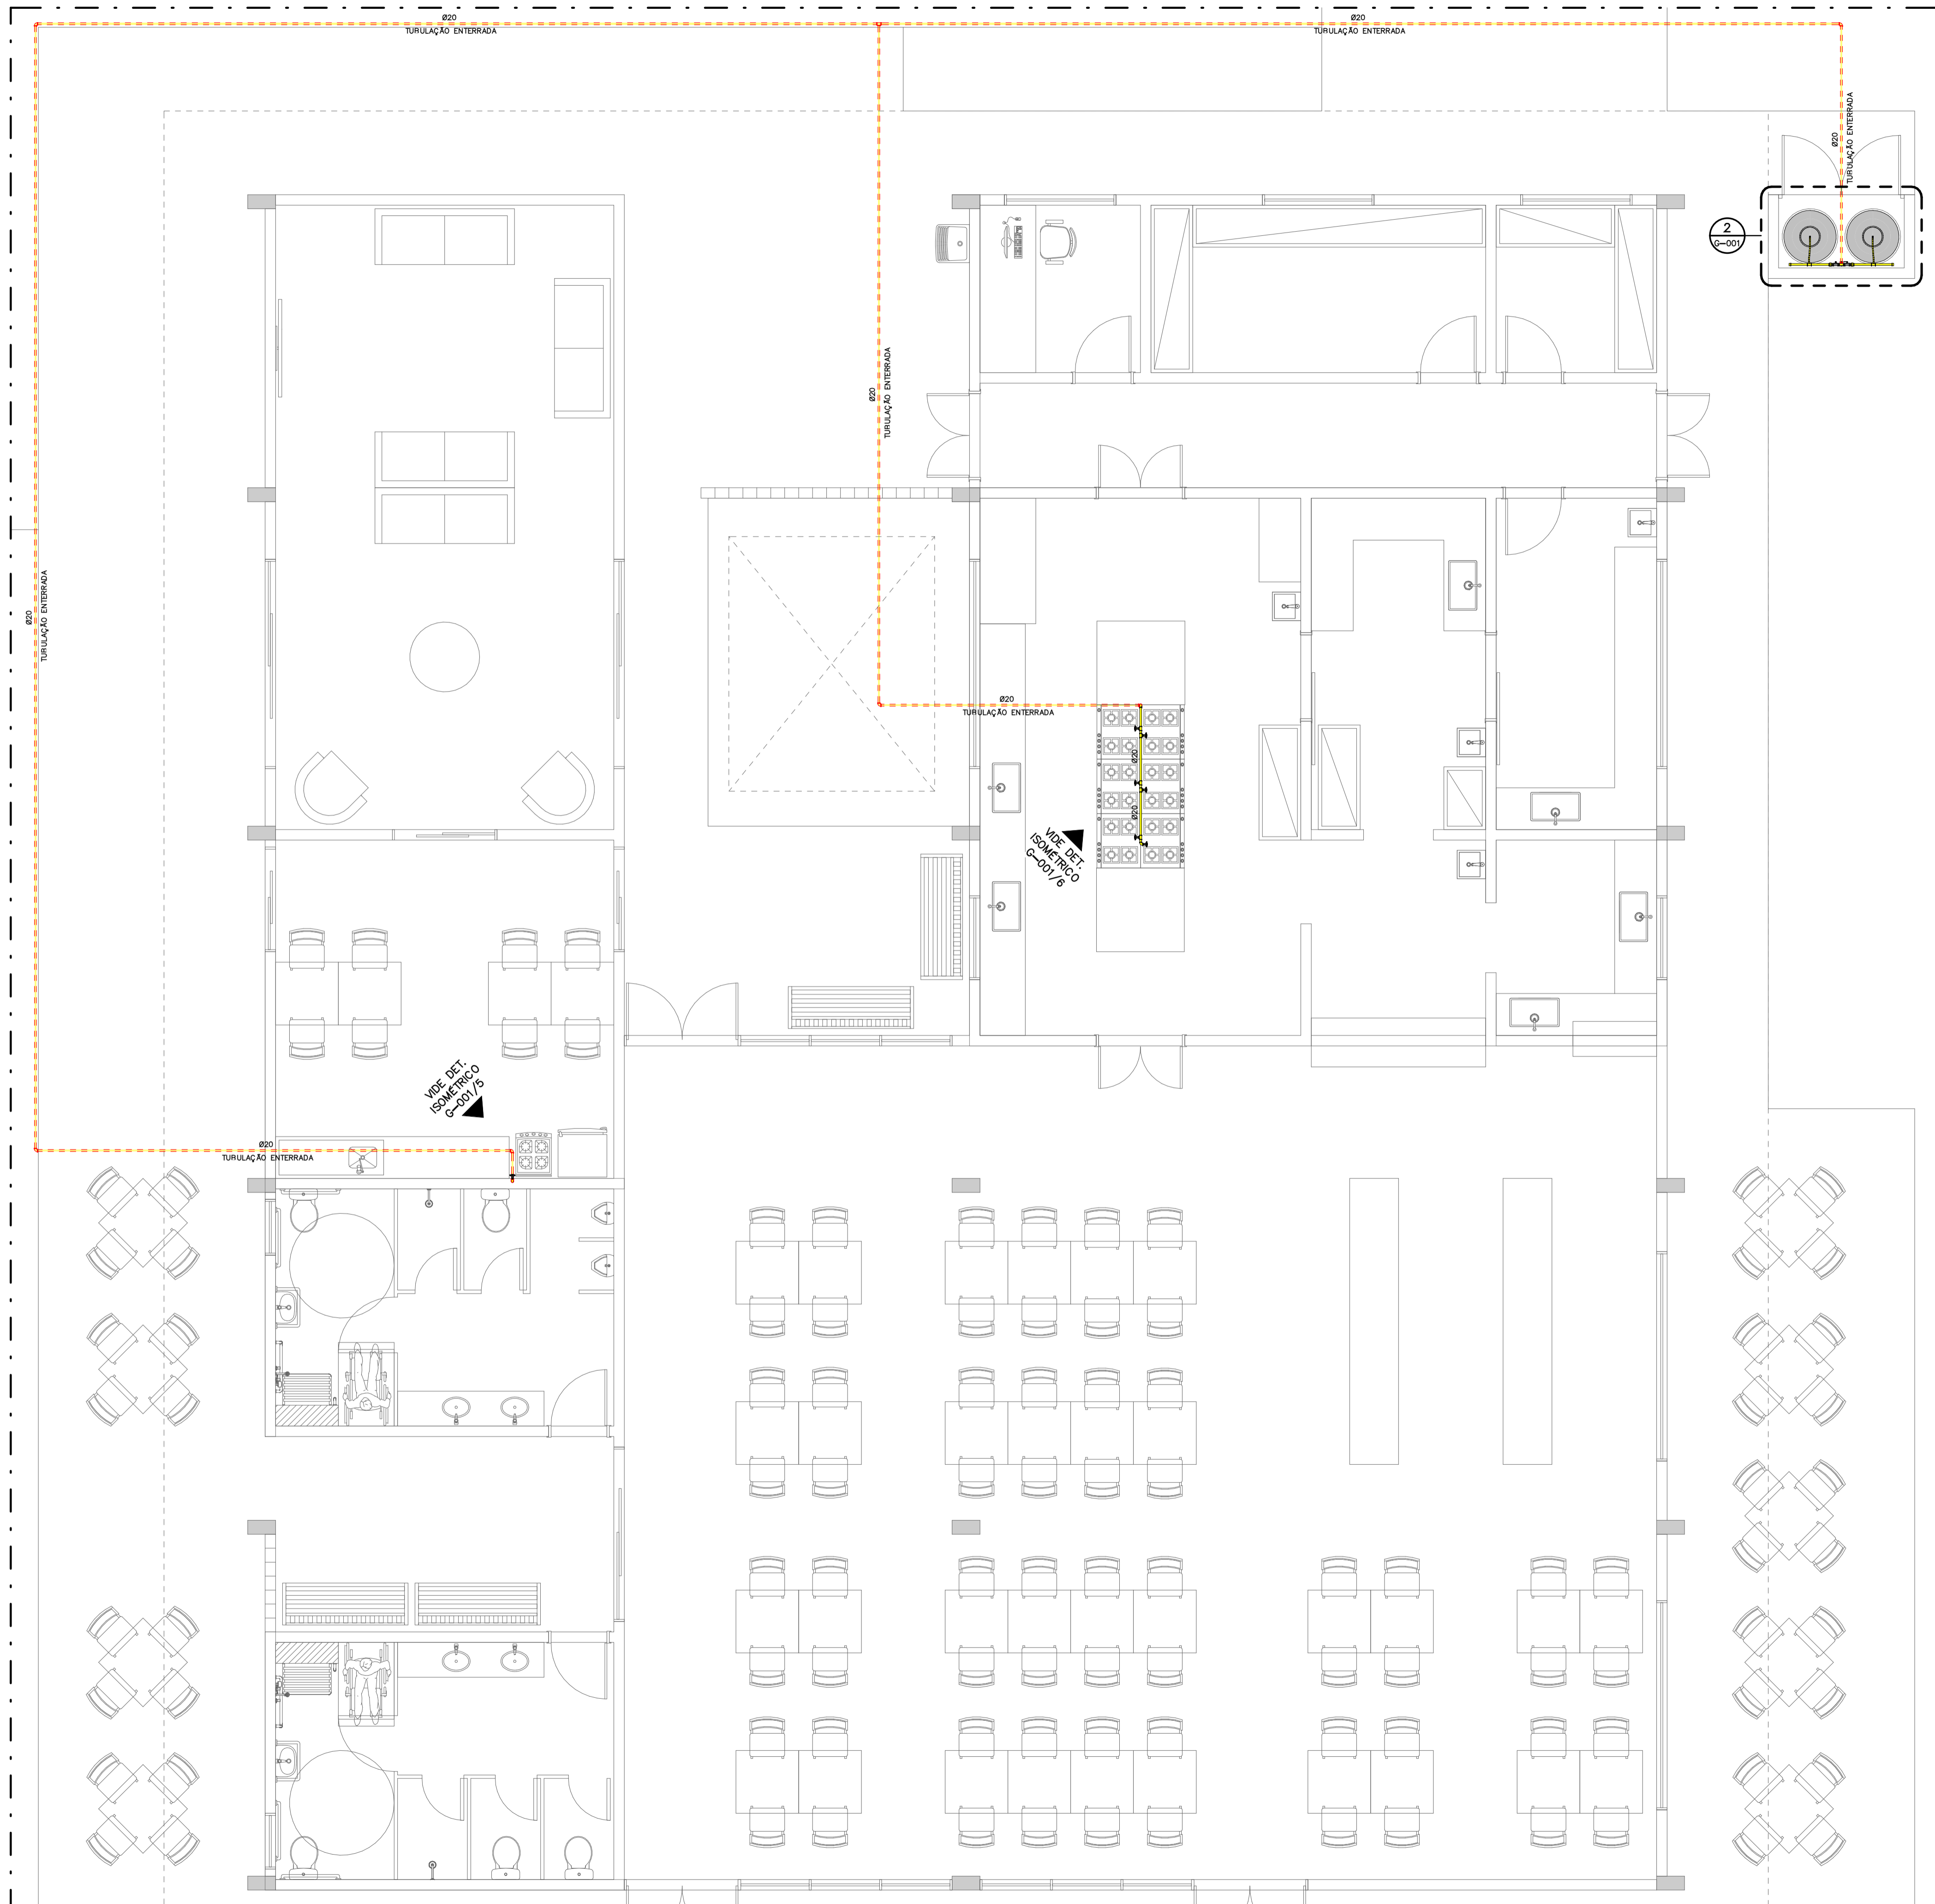 Ø20
TUBULAÇÃO ENTERRADA
Ø20
TUBULAÇÃO ENTERRADA
Ø20
TUBULAÇÃO ENTERRADA
2
G-001
Ø20
TUBULAÇÃO ENTERRADA
Ø20
TUBULAÇÃO ENTERRADA
Ø20
TUBULAÇÃO ENTERRADA
Ø20
Ø20
VIDE DET.
ISOMÉTRICO
G-001/6
VIDE DET.
ISOMÉTRICO
G-001/5
Ø20
TUBULAÇÃO ENTERRADA